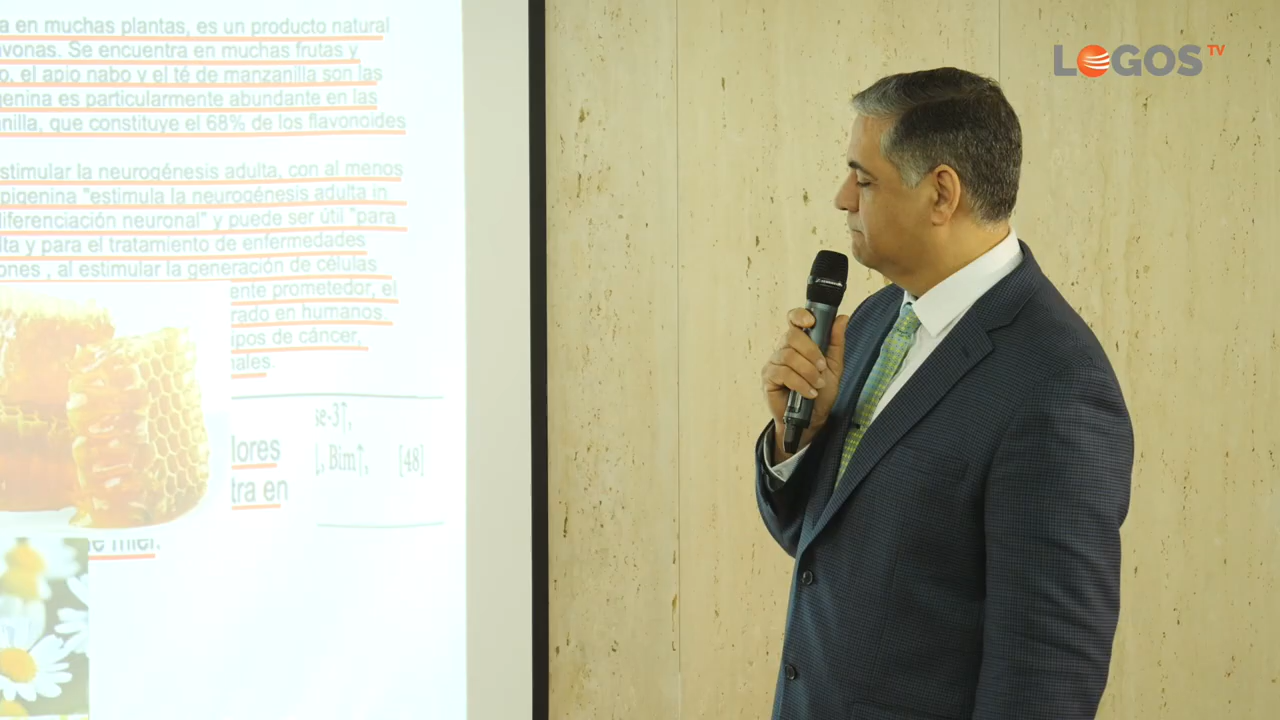 LOGOS TV
a en muchas plantas, es un producto natural
vonas. Se encuentra en muchas frutas y
o, el apio nabo y el té de manzanilla son las
genina es particularmente abundante en las
anilla, que constituye el 68% de los flavonoides
stimular la neurogénesis adulta, con al menos
pigenina "estimula la neurogénesis adulta in
diferenciación neuronal" y puede ser útil "para
lta y para el tratamiento de enfermedades
ones , al estimular la generación de células
ente prometedor, el
rado en humanos.
ipos de cáncer,
nales.
se-3↑,
↓, Bim↑, [48]
lores
tra en
e miel.